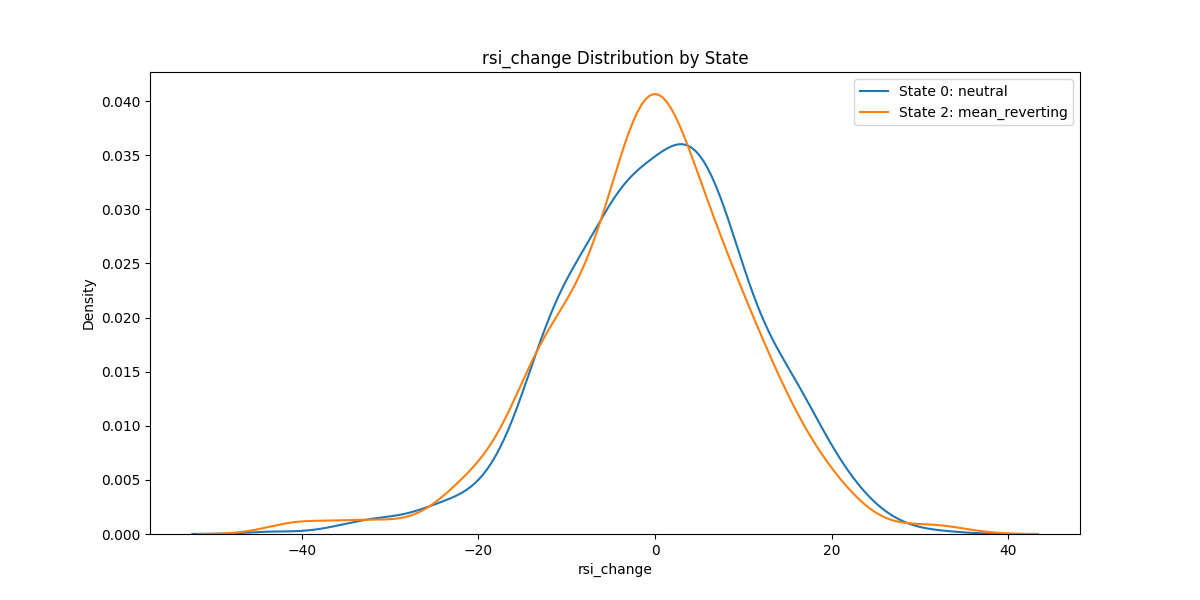 rsi_change Distribution by State
State 0: neutral
State 2: mean_reverting
0.040
0.035
0.030
0.025
0.020
0.015
0.010
0.005
0.000
Density
−40
−20
0
20
40
rsi_change